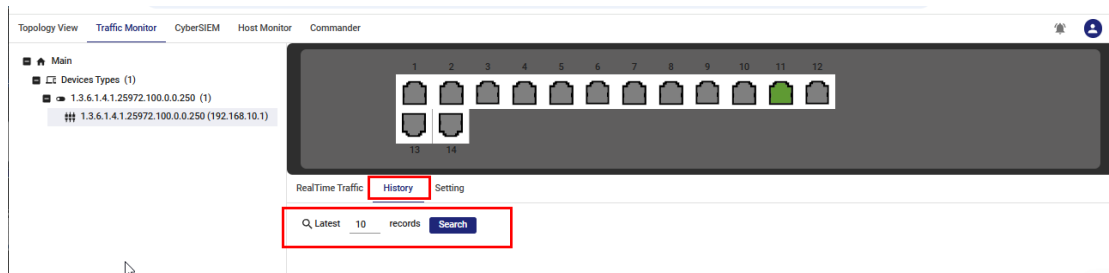 Topology View Traffic Monitor CyberSIEM Host Monitor Commander
Main
Devices Types (1)
1.3.6.1.4.1.25972.100.0.0.250 (1)
1.3.6.1.4.1.25972.100.0.0.250 (192.168.10.1)
1 2 3 4 5 6 7 8 9 10 11 12
13 14
RealTime Traffic History Setting
Latest 10 records Search